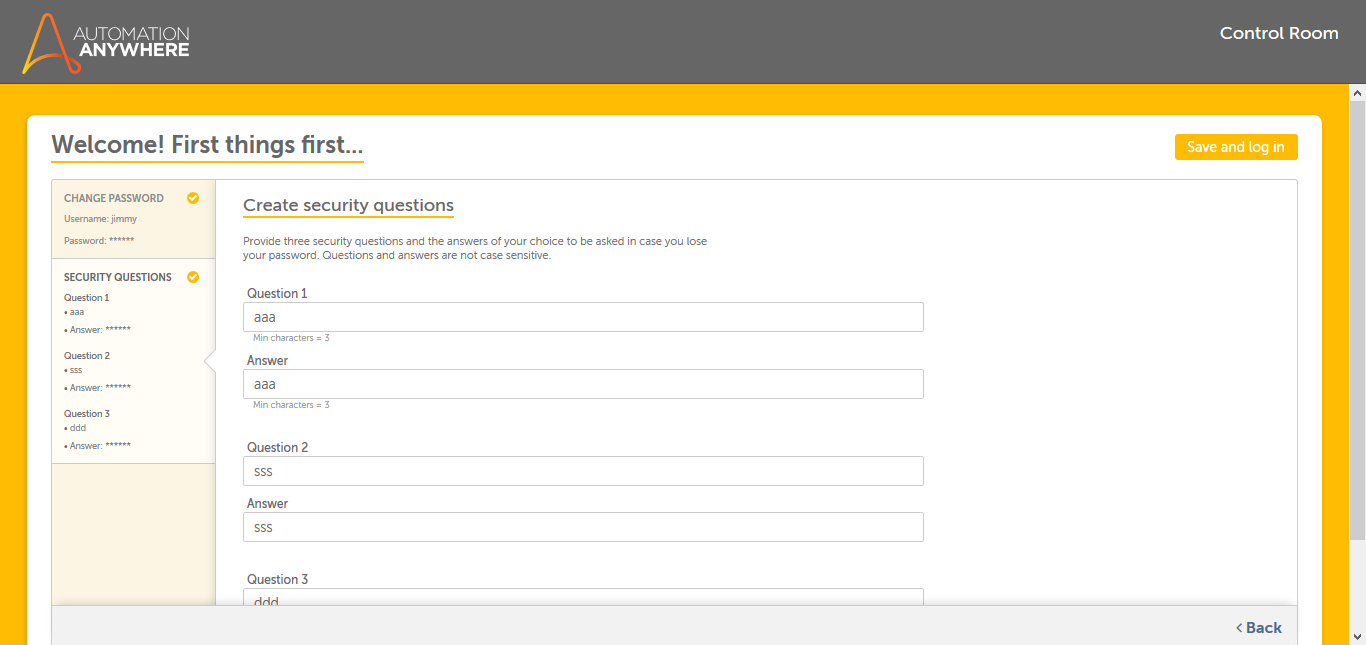 AUTOMATION
ANYWHERE
Control Room
Welcome! First things first...
Save and log in
CHANGE PASSWORD
Username: jimmy
Password: ******
SECURITY QUESTIONS
Question 1
• aaa
• Answer: ******
Question 2
• sss
• Answer: ******
Question 3
• ddd
• Answer: ******
Create security questions
Provide three security questions and the answers of your choice to be asked in case you lose
your password. Questions and answers are not case sensitive.
Question 1
aaa
Min characters = 3
Answer
aaa
Min characters = 3
Question 2
sss
Answer
sss
Question 3
ddd
< Back